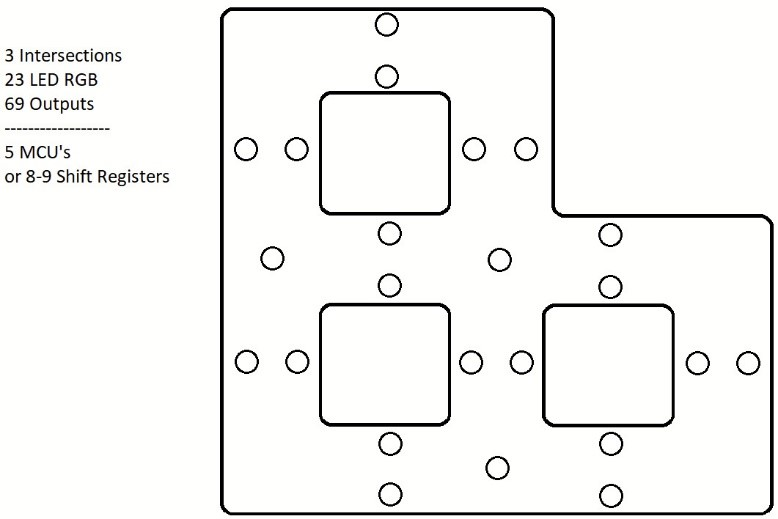 3 Intersections
23 LED RGB
69 Outputs
------------------
5 MCU's
or 8-9 Shift Registers